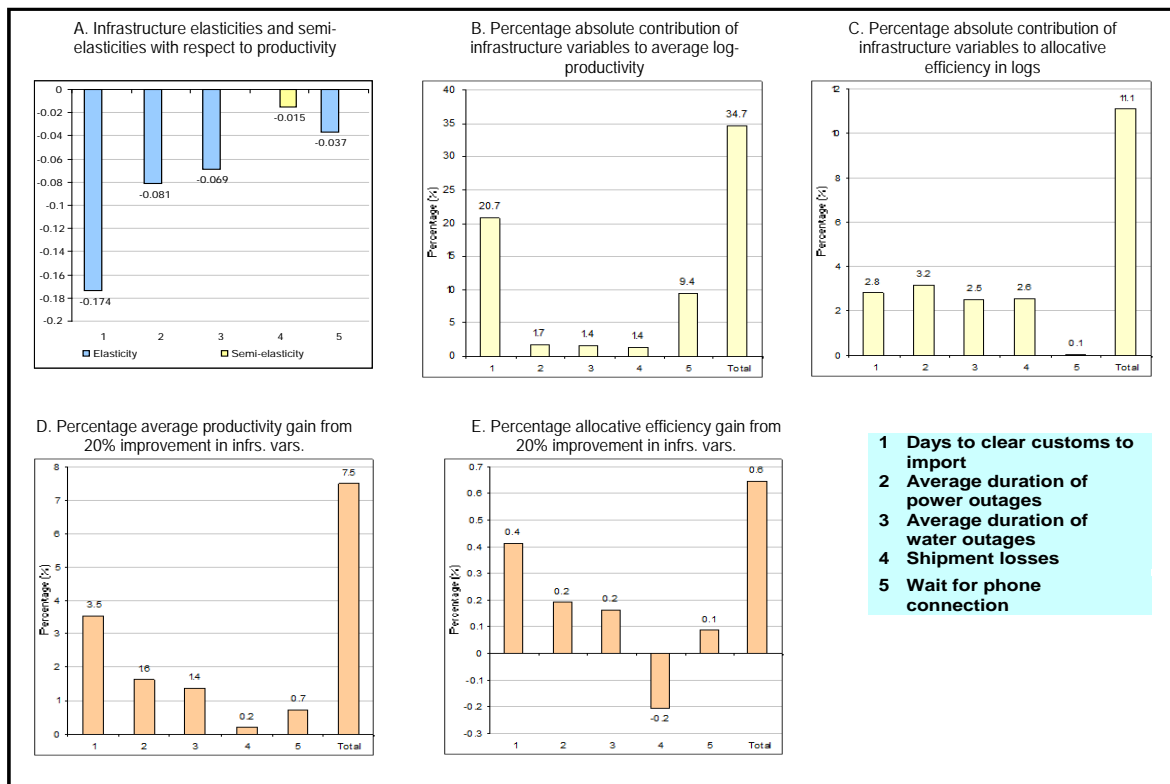 A. Infrastructure elasticities and semi-
elasticities with respect to productivity
0
-0.02
-0.04
-0.06
-0.08
-0.1
-0.12
-0.14
-0.16
-0.18
-0.2
-0.174
-0.081
-0.069
-0.015
-0.037
1 2 3 4 5
Elasticity Semi-elasticity
B. Percentage absolute contribution of
infrastructure variables to average log-
productivity
Percentage (%)
40
35
30
25
20
15
10
5
0
20.7
1.7
1.4
1.4
9.4
34.7
1 2 3 4 5 Total
C. Percentage absolute contribution of
infrastructure variables to allocative
efficiency in logs
Percentage (%)
12
10
8
6
4
2
0
2.8
3.2
2.5
2.6
0.1
11.1
1 2 3 4 5 Total
D. Percentage average productivity gain from
20% improvement in infrs. vars.
Percentage (%)
8
7
6
5
4
3
2
1
0
3.5
1.6
1.4
0.2
0.7
7.5
1 2 3 4 5 Total
E. Percentage allocative efficiency gain from
20% improvement in infrs. vars.
Percentage (%)
0.7
0.6
0.5
0.4
0.3
0.2
0.1
0
-0.1
-0.2
-0.3
0.4
0.2
0.2
-0.2
0.1
0.6
1 2 3 4 5 Total
1 Days to clear customs to
import
2 Average duration of
power outages
3 Average duration of
water outages
4 Shipment losses
5 Wait for phone
connection